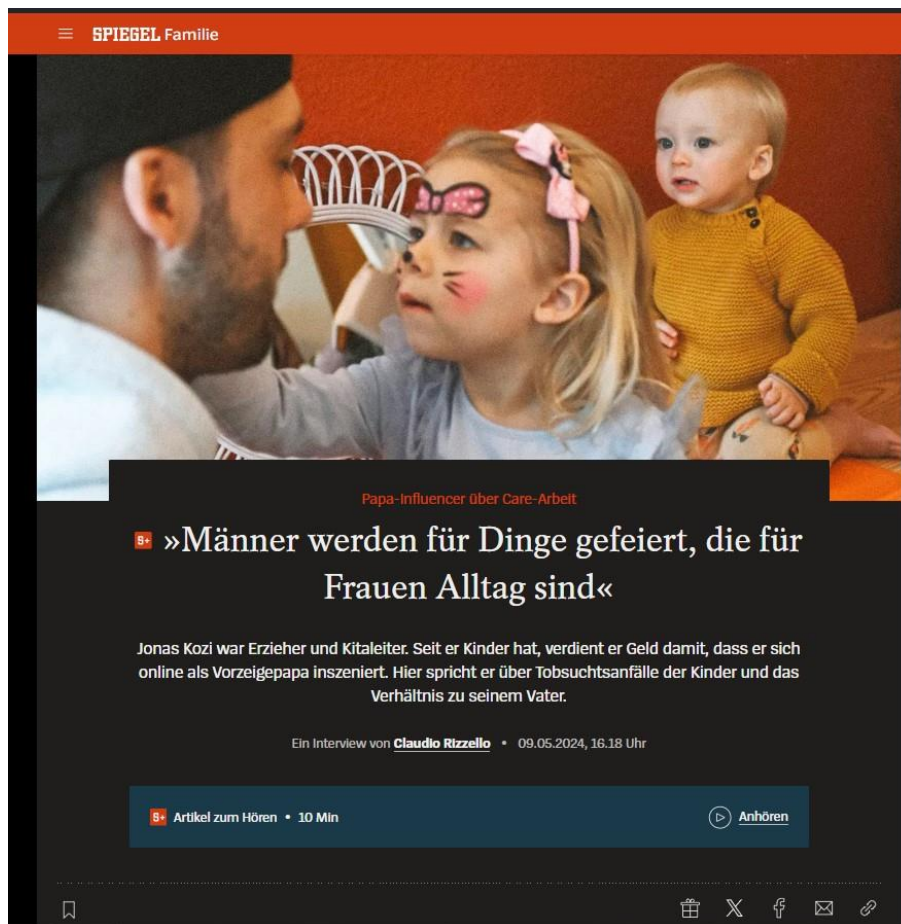 SPIEGEL Familie
Papa-Influencer über Care-Arbeit
S+ »Männer werden für Dinge gefeiert, die für
Frauen Alltag sind«
Jonas Kozi war Erzieher und Kitaleiter. Seit er Kinder hat, verdient er Geld damit, dass er sich
online als Vorzeigepapa inszeniert. Hier spricht er über Tobsuchtsanfälle der Kinder und das
Verhältnis zu seinem Vater.
Ein Interview von Claudio Rizzello • 09.05.2024, 16.18 Uhr
S+ Artikel zum Hören • 10 Min Anhören